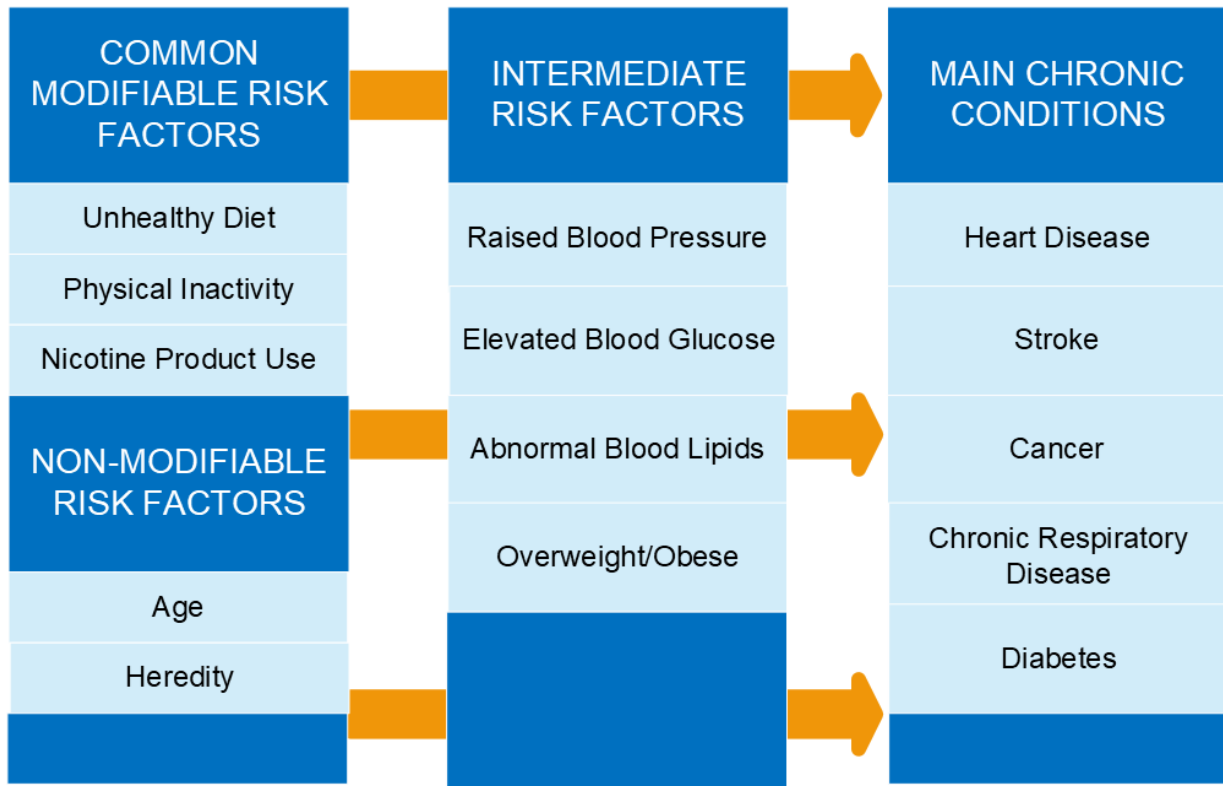 COMMON
MODIFIABLE RISK
FACTORS
Unhealthy Diet
Physical Inactivity
Nicotine Product Use
NON-MODIFIABLE
RISK FACTORS
Age
Heredity
INTERMEDIATE
RISK FACTORS
Raised Blood Pressure
Elevated Blood Glucose
Abnormal Blood Lipids
Overweight/Obese
MAIN CHRONIC
CONDITIONS
Heart Disease
Stroke
Cancer
Chronic Respiratory
Disease
Diabetes